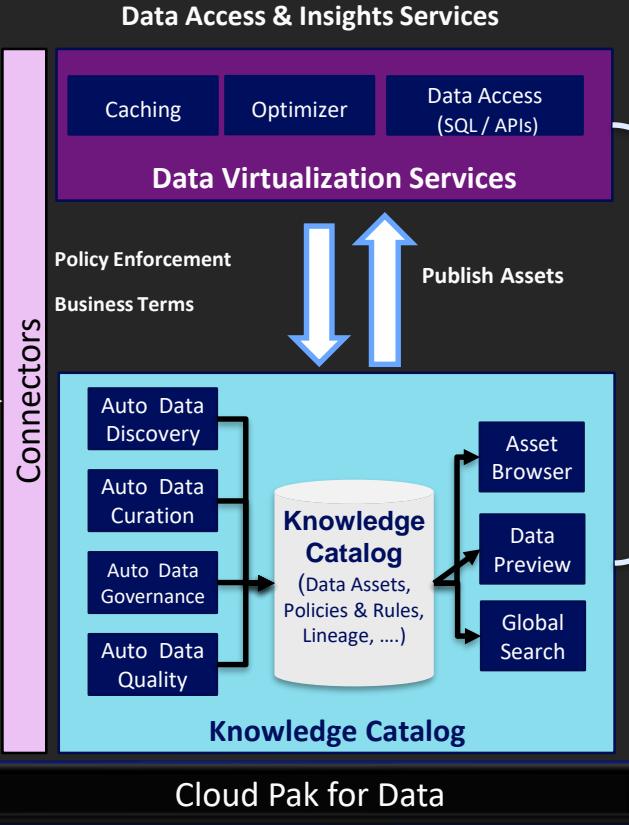 Data Access & Insights Services
Connectors
Caching
Optimizer
Data Access
(SQL / APIs)
Data Virtualization Services
Policy Enforcement
Business Terms
Publish Assets
Auto Data
Discovery
Auto Data
Curation
Auto Data
Governance
Auto Data
Quality
Knowledge
Catalog
(Data Assets,
Policies & Rules,
Lineage, ....)
Asset
Browser
Data
Preview
Global
Search
Knowledge Catalog
Cloud Pak for Data